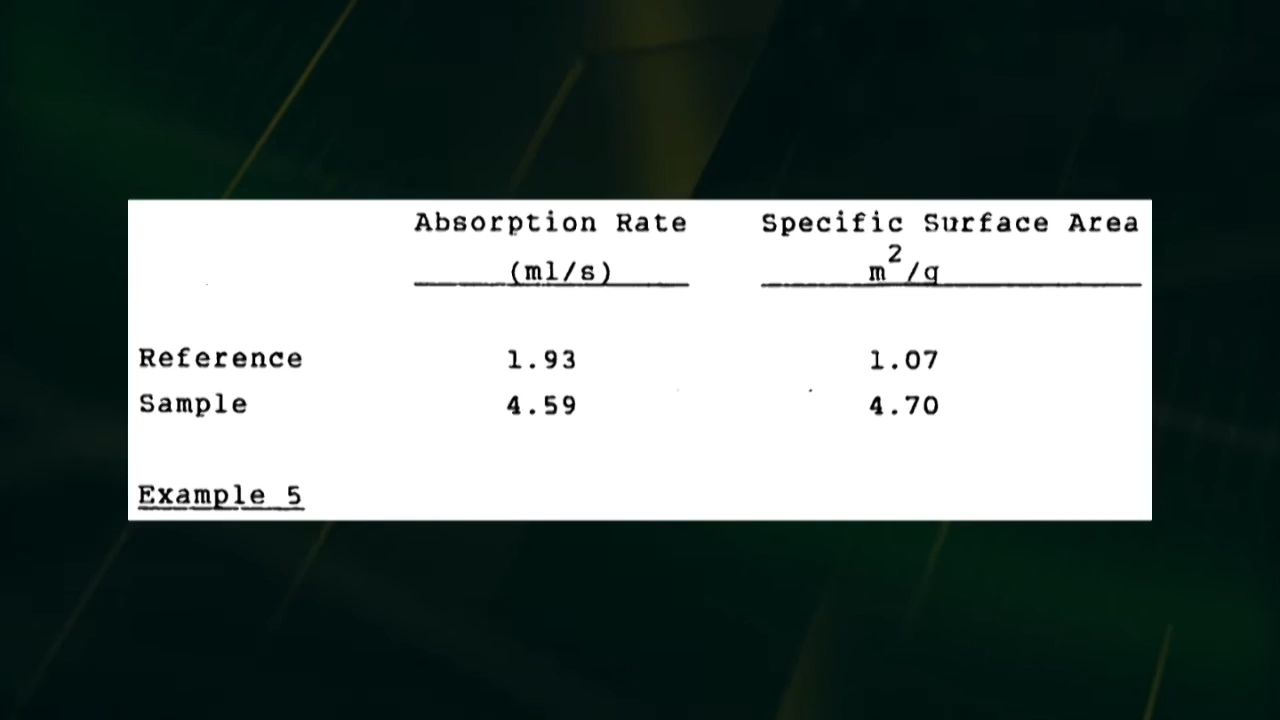 Absorption Rate Specific Surface Area
(ml/s) m²/g
Reference 1.93 1.07
Sample 4.59 4.70
Example 5